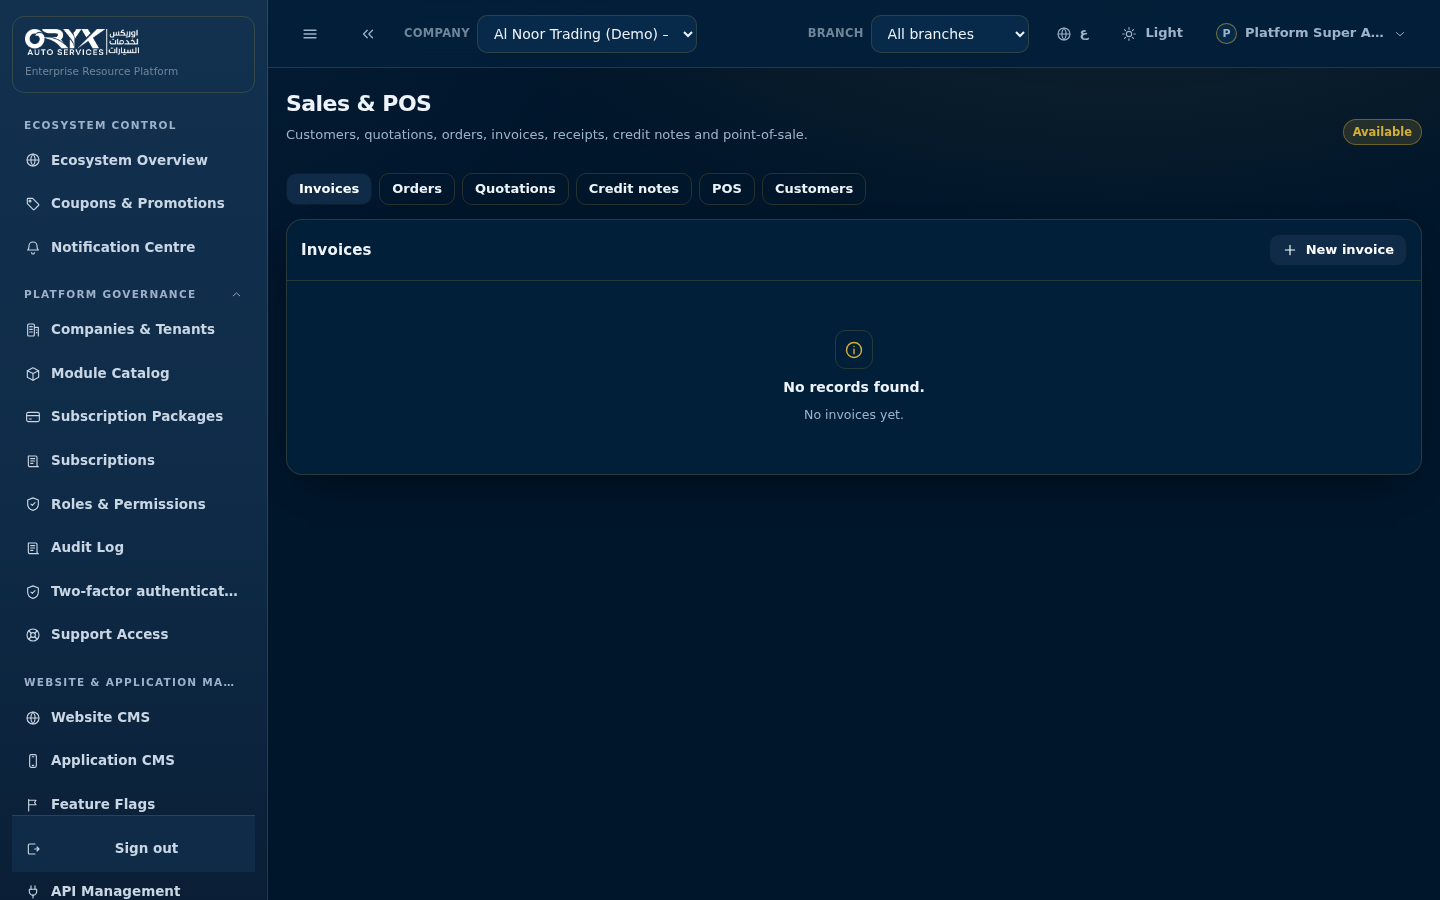 ORYX
اوريكس
لخدمات
السيارات
AUTO SERVICES
Enterprise Resource Platform
ECOSYSTEM CONTROL
Ecosystem Overview
Coupons & Promotions
Notification Centre
PLATFORM GOVERNANCE
Companies & Tenants
Module Catalog
Subscription Packages
Subscriptions
Roles & Permissions
Audit Log
Two-factor authenticat…
Support Access
WEBSITE & APPLICATION MA…
Website CMS
Application CMS
Feature Flags
Sign out
API Management
COMPANY
Al Noor Trading (Demo) –
BRANCH
All branches
ع
Light
P
Platform Super A…
Sales & POS
Customers, quotations, orders, invoices, receipts, credit notes and point-of-sale.
Available
Invoices
Orders
Quotations
Credit notes
POS
Customers
Invoices
New invoice
No records found.
No invoices yet.